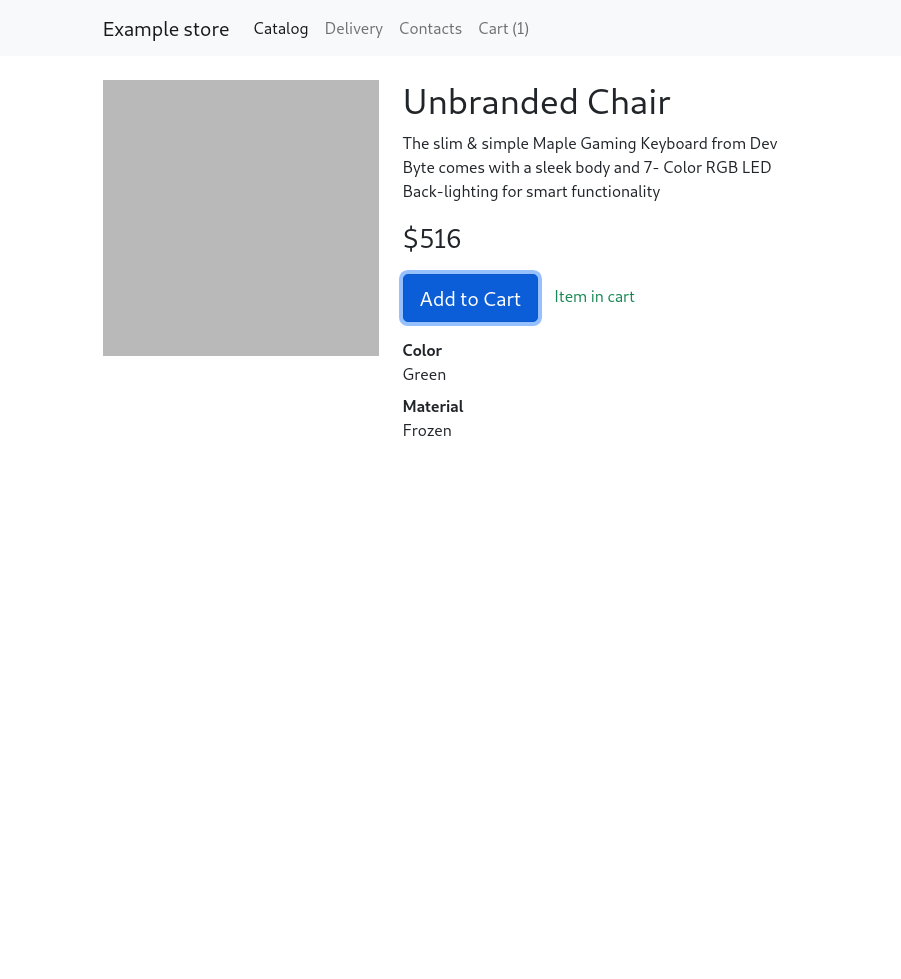 Example store Catalog Delivery Contacts Cart (1)
Unbranded Chair
The slim & simple Maple Gaming Keyboard from Dev
Byte comes with a sleek body and 7- Color RGB LED
Back-lighting for smart functionality
$516
Add to Cart Item in cart
Color
Green
Material
Frozen